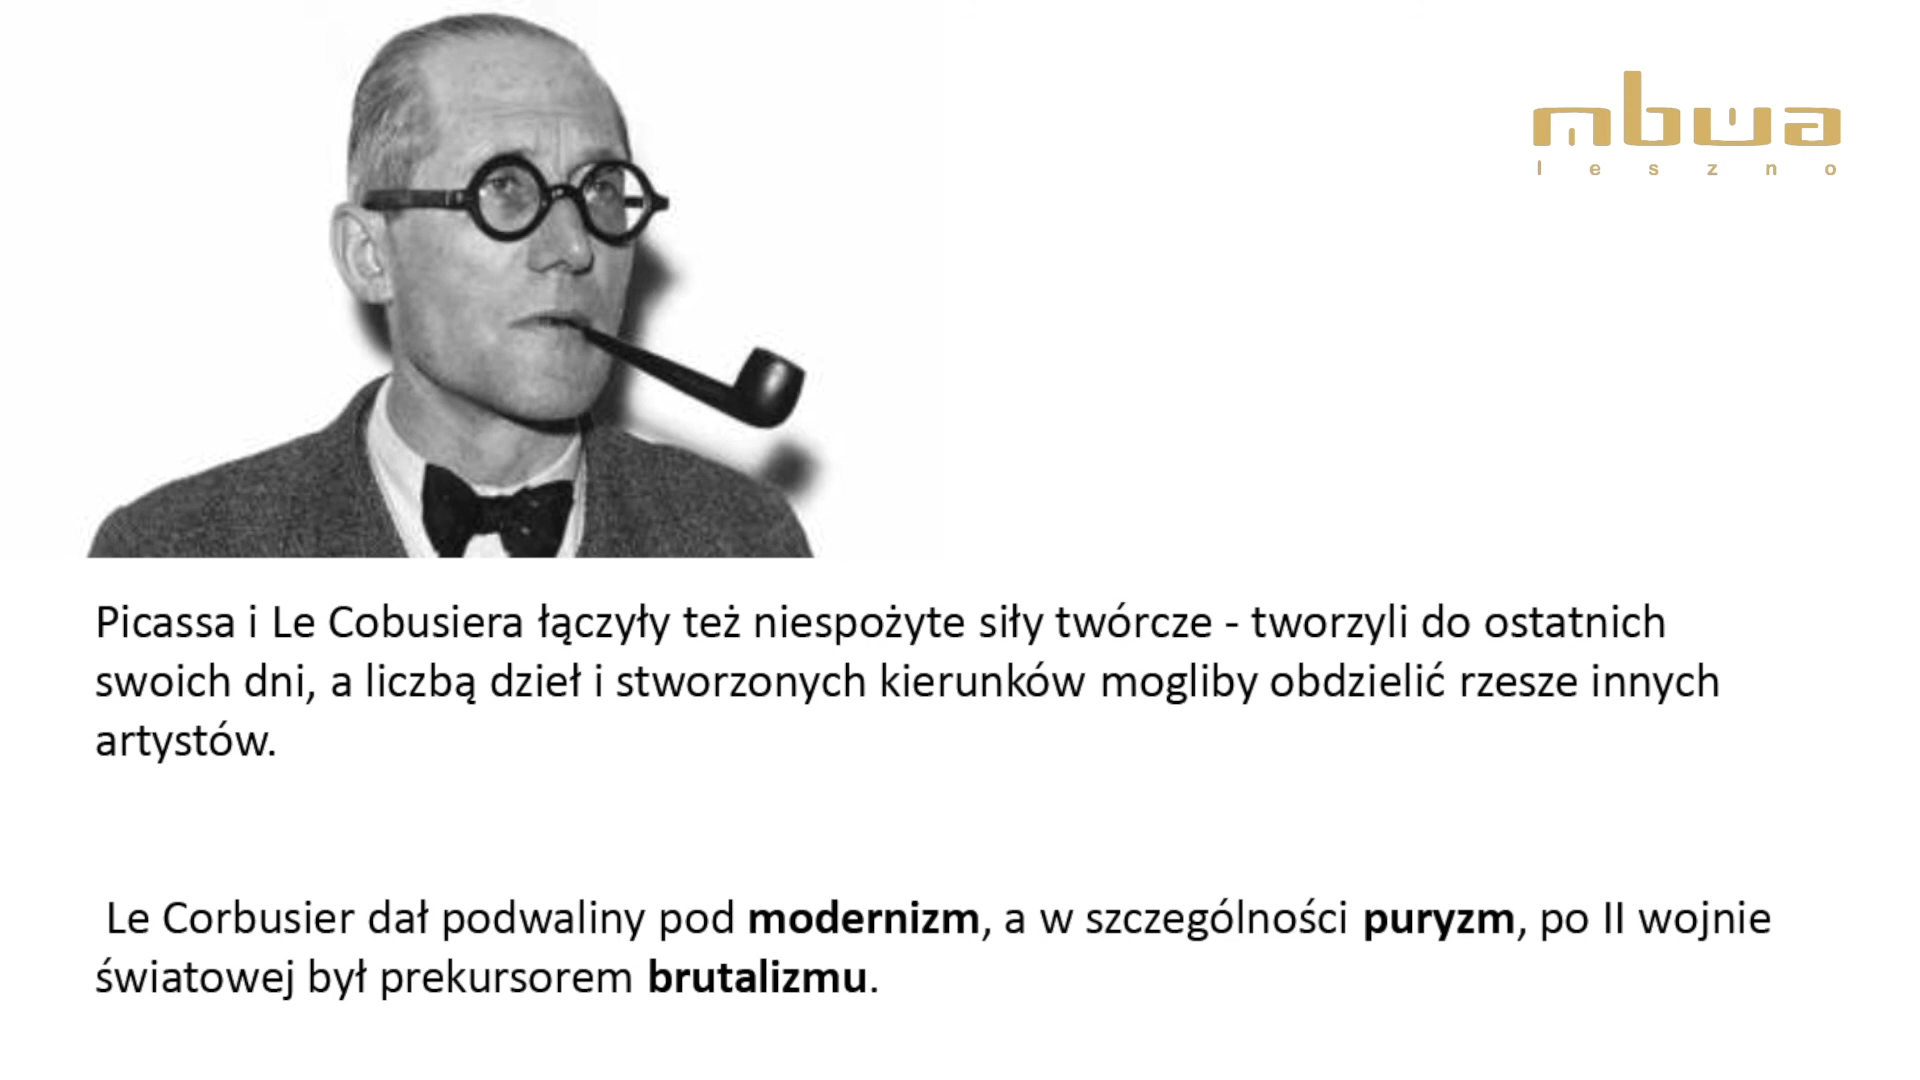 mbwa
leszno
Picassa i Le Cobusiera łączyły też niespożyte siły twórcze - tworzyli do ostatnich
swoich dni, a liczbą dzieł i stworzonych kierunków mogliby obdzielić rzesze innych
artystów.
Le Corbusier dał podwaliny pod modernizm, a w szczególności puryzm, po II wojnie
światowej był prekursorem brutalizmu.